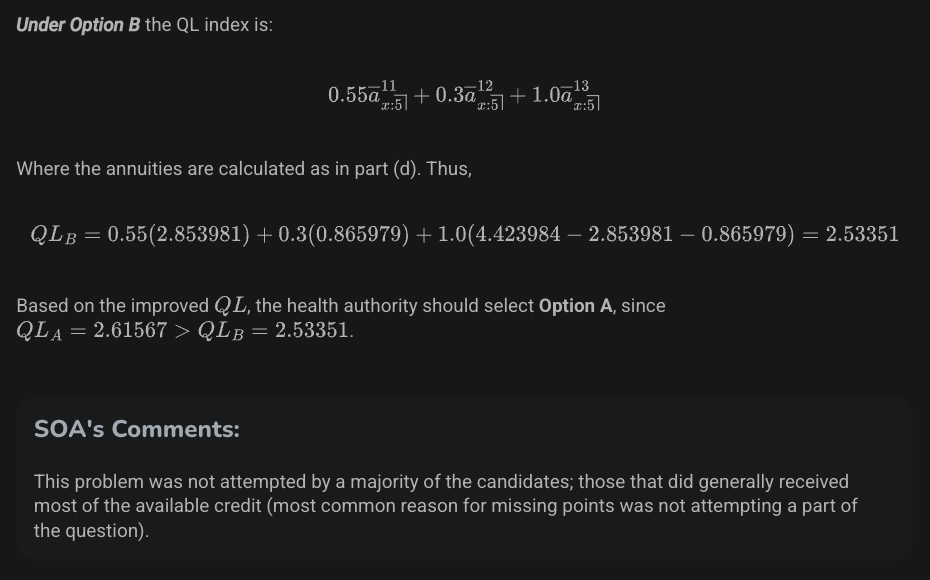 Under Option B the QL index is:
0.55\overline{a}^{11}_{x:\overline{5}|} + 0.3\overline{a}^{12}_{x:\overline{5}|} + 1.0\overline{a}^{13}_{x:\overline{5}|}
Where the annuities are calculated as in part (d). Thus,
QL_B = 0.55(2.853981) + 0.3(0.865979) + 1.0(4.423984 − 2.853981 − 0.865979) = 2.53351
Based on the improved QL, the health authority should select Option A, since
QL_A = 2.61567 > QL_B = 2.53351.
SOA's Comments:
This problem was not attempted by a majority of the candidates; those that did generally received
most of the available credit (most common reason for missing points was not attempting a part of
the question).